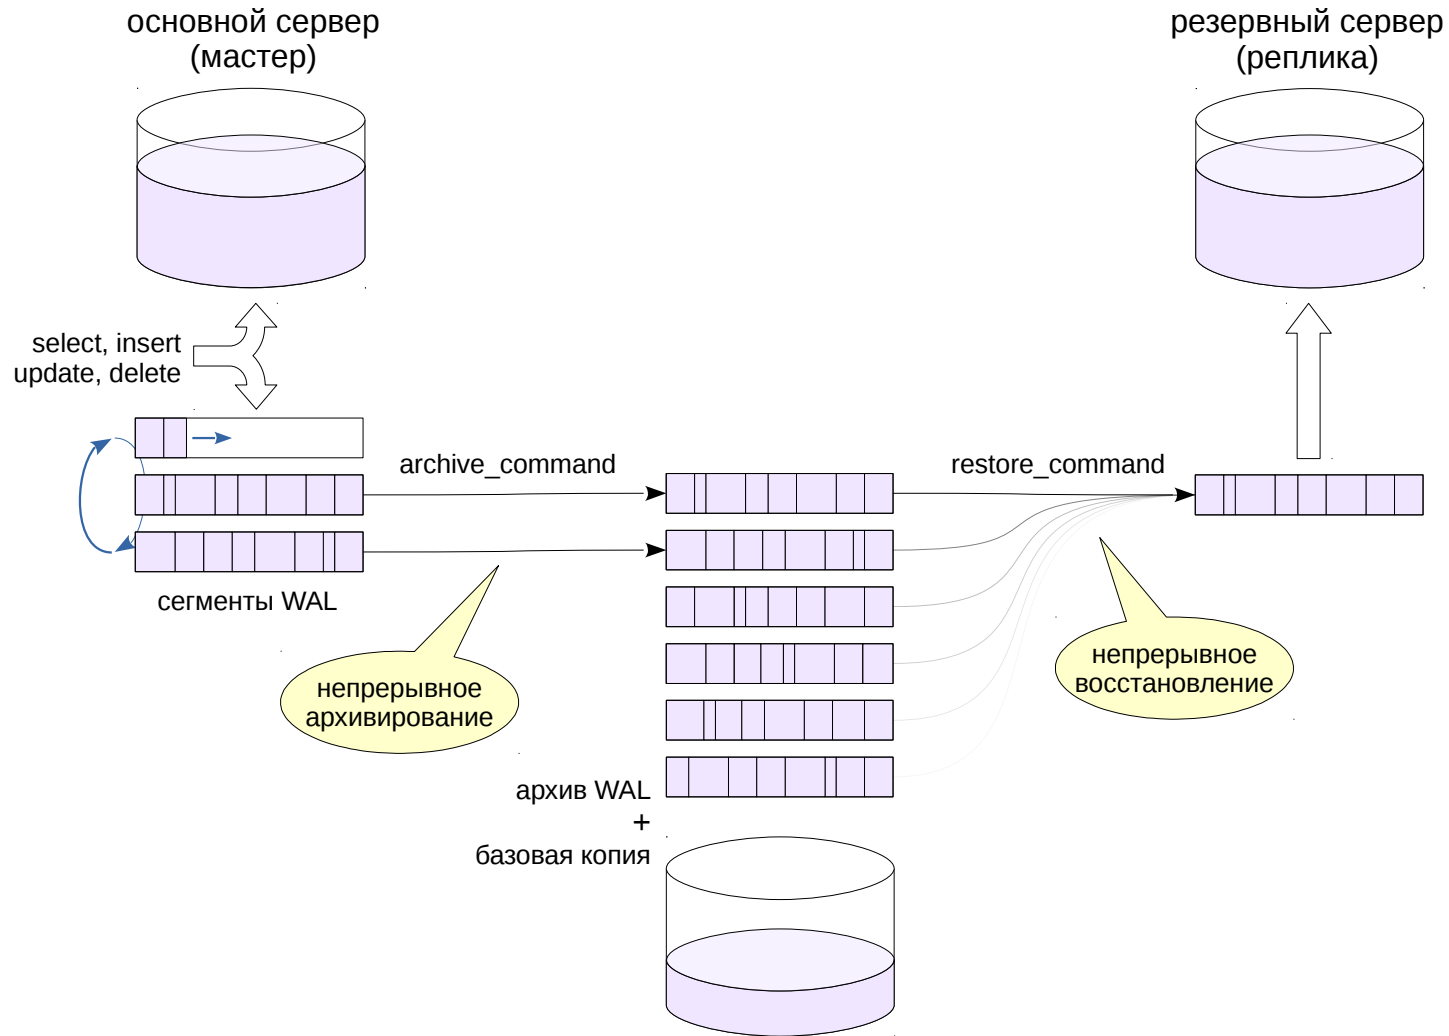 основной сервер
(мастер)
резервный сервер
(реплика)
select, insert
update, delete
archive_command
restore_command
сегменты WAL
непрерывное
архивирование
непрерывное
восстановление
архив WAL
+
базовая копия